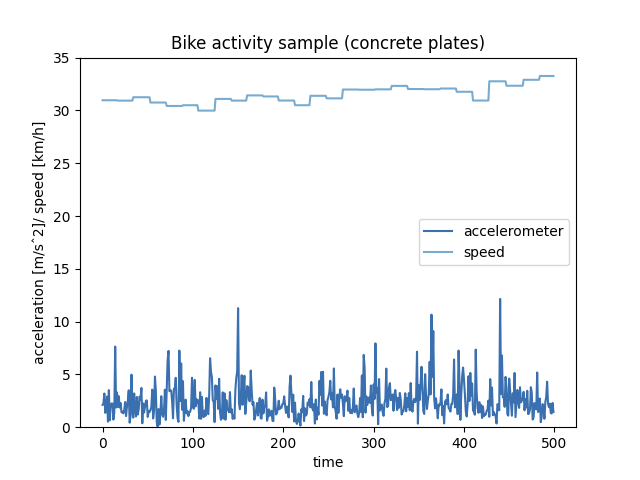 Bike activity sample (concrete plates)
35
30
25
20
15
10
5
0
acceleration [m/sˆ2]/ speed [km/h]
accelerometer
speed
0 100 200 300 400 500
time